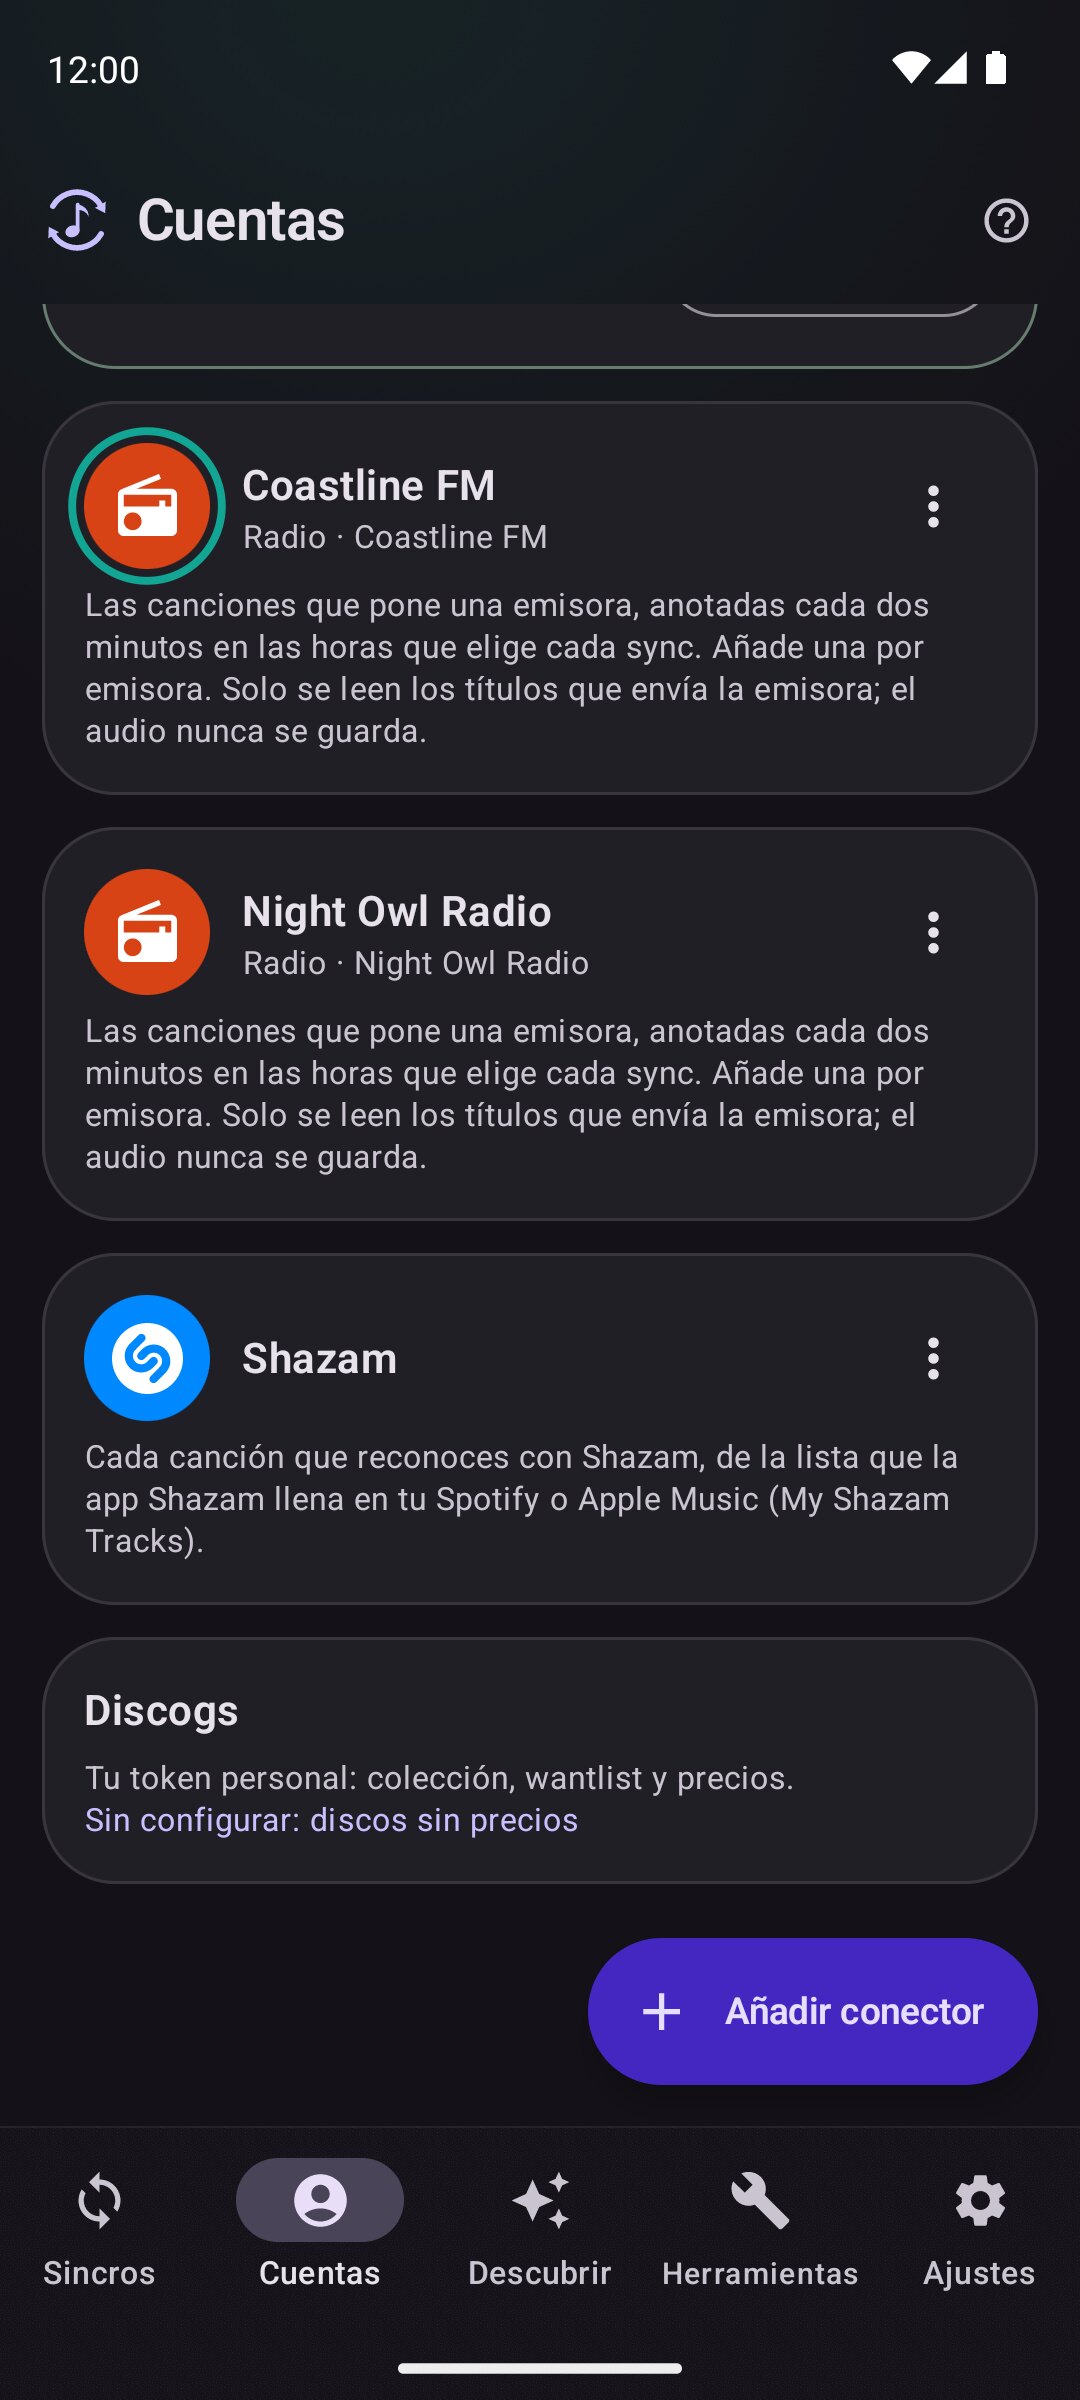 12:00
Cuentas
Coastline FM
Radio · Coastline FM
Las canciones que pone una emisora, anotadas cada dos
minutos en las horas que elige cada sync. Añade una por
emisora. Solo se leen los títulos que envía la emisora; el
audio nunca se guarda.
Night Owl Radio
Radio · Night Owl Radio
Las canciones que pone una emisora, anotadas cada dos
minutos en las horas que elige cada sync. Añade una por
emisora. Solo se leen los títulos que envía la emisora; el
audio nunca se guarda.
Shazam
Cada canción que reconoces con Shazam, de la lista que la
app Shazam llena en tu Spotify o Apple Music (My Shazam
Tracks).
Discogs
Tu token personal: colección, wantlist y precios.
Sin configurar: discos sin precios
Añadir conector
Sincros
Cuentas
Descubrir
Herramientas
Ajustes